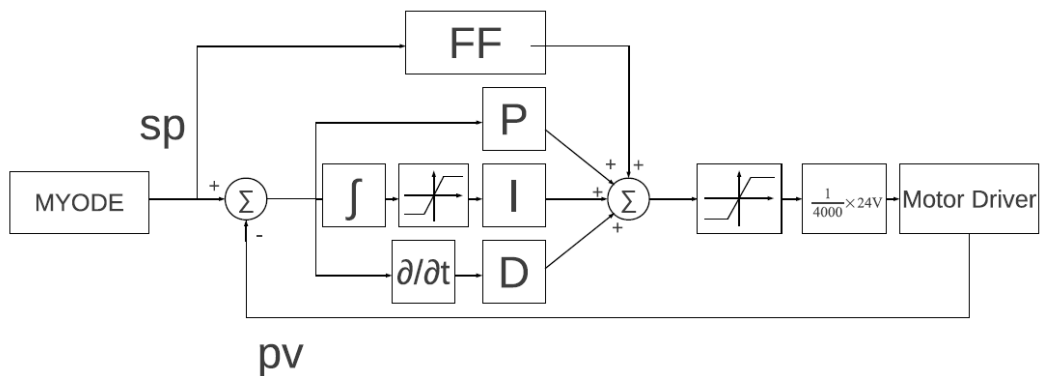 FF
sp
P
MYODE
+
Σ
-
∫
I
+
+
+
+
Σ
1/4000 ×24V
Motor Driver
∂/∂t
D
pv